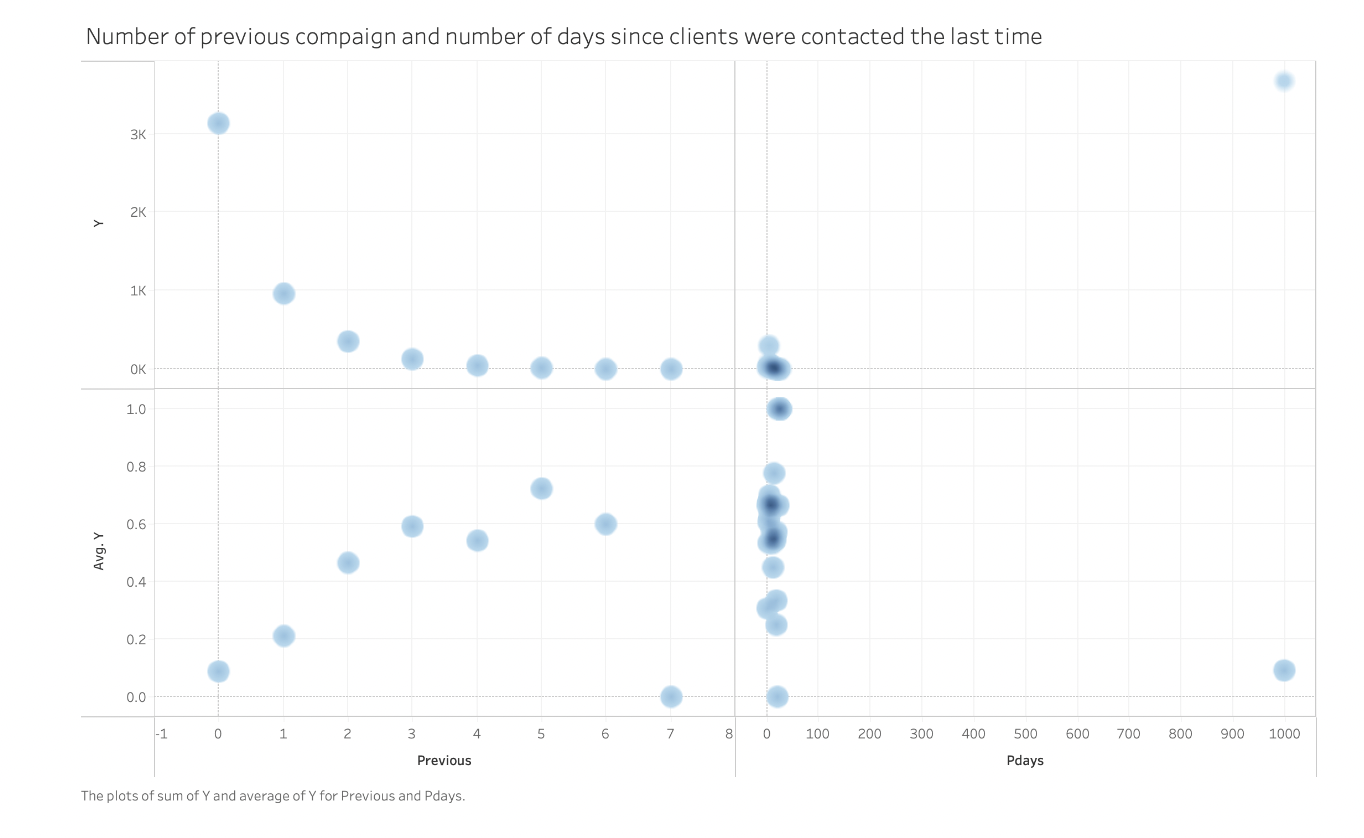 Number of previous compaign and number of days since clients were contacted the last time
3K
2K
Y
1K
0K
1.0
0.8
0.6
Avg. Y
0.4
0.2
0.0
-1 0 1 2 3 4 5 6 7 8 0 100 200 300 400 500 600 700 800 900 1000
Previous Pdays
The plots of sum of Y and average of Y for Previous and Pdays.